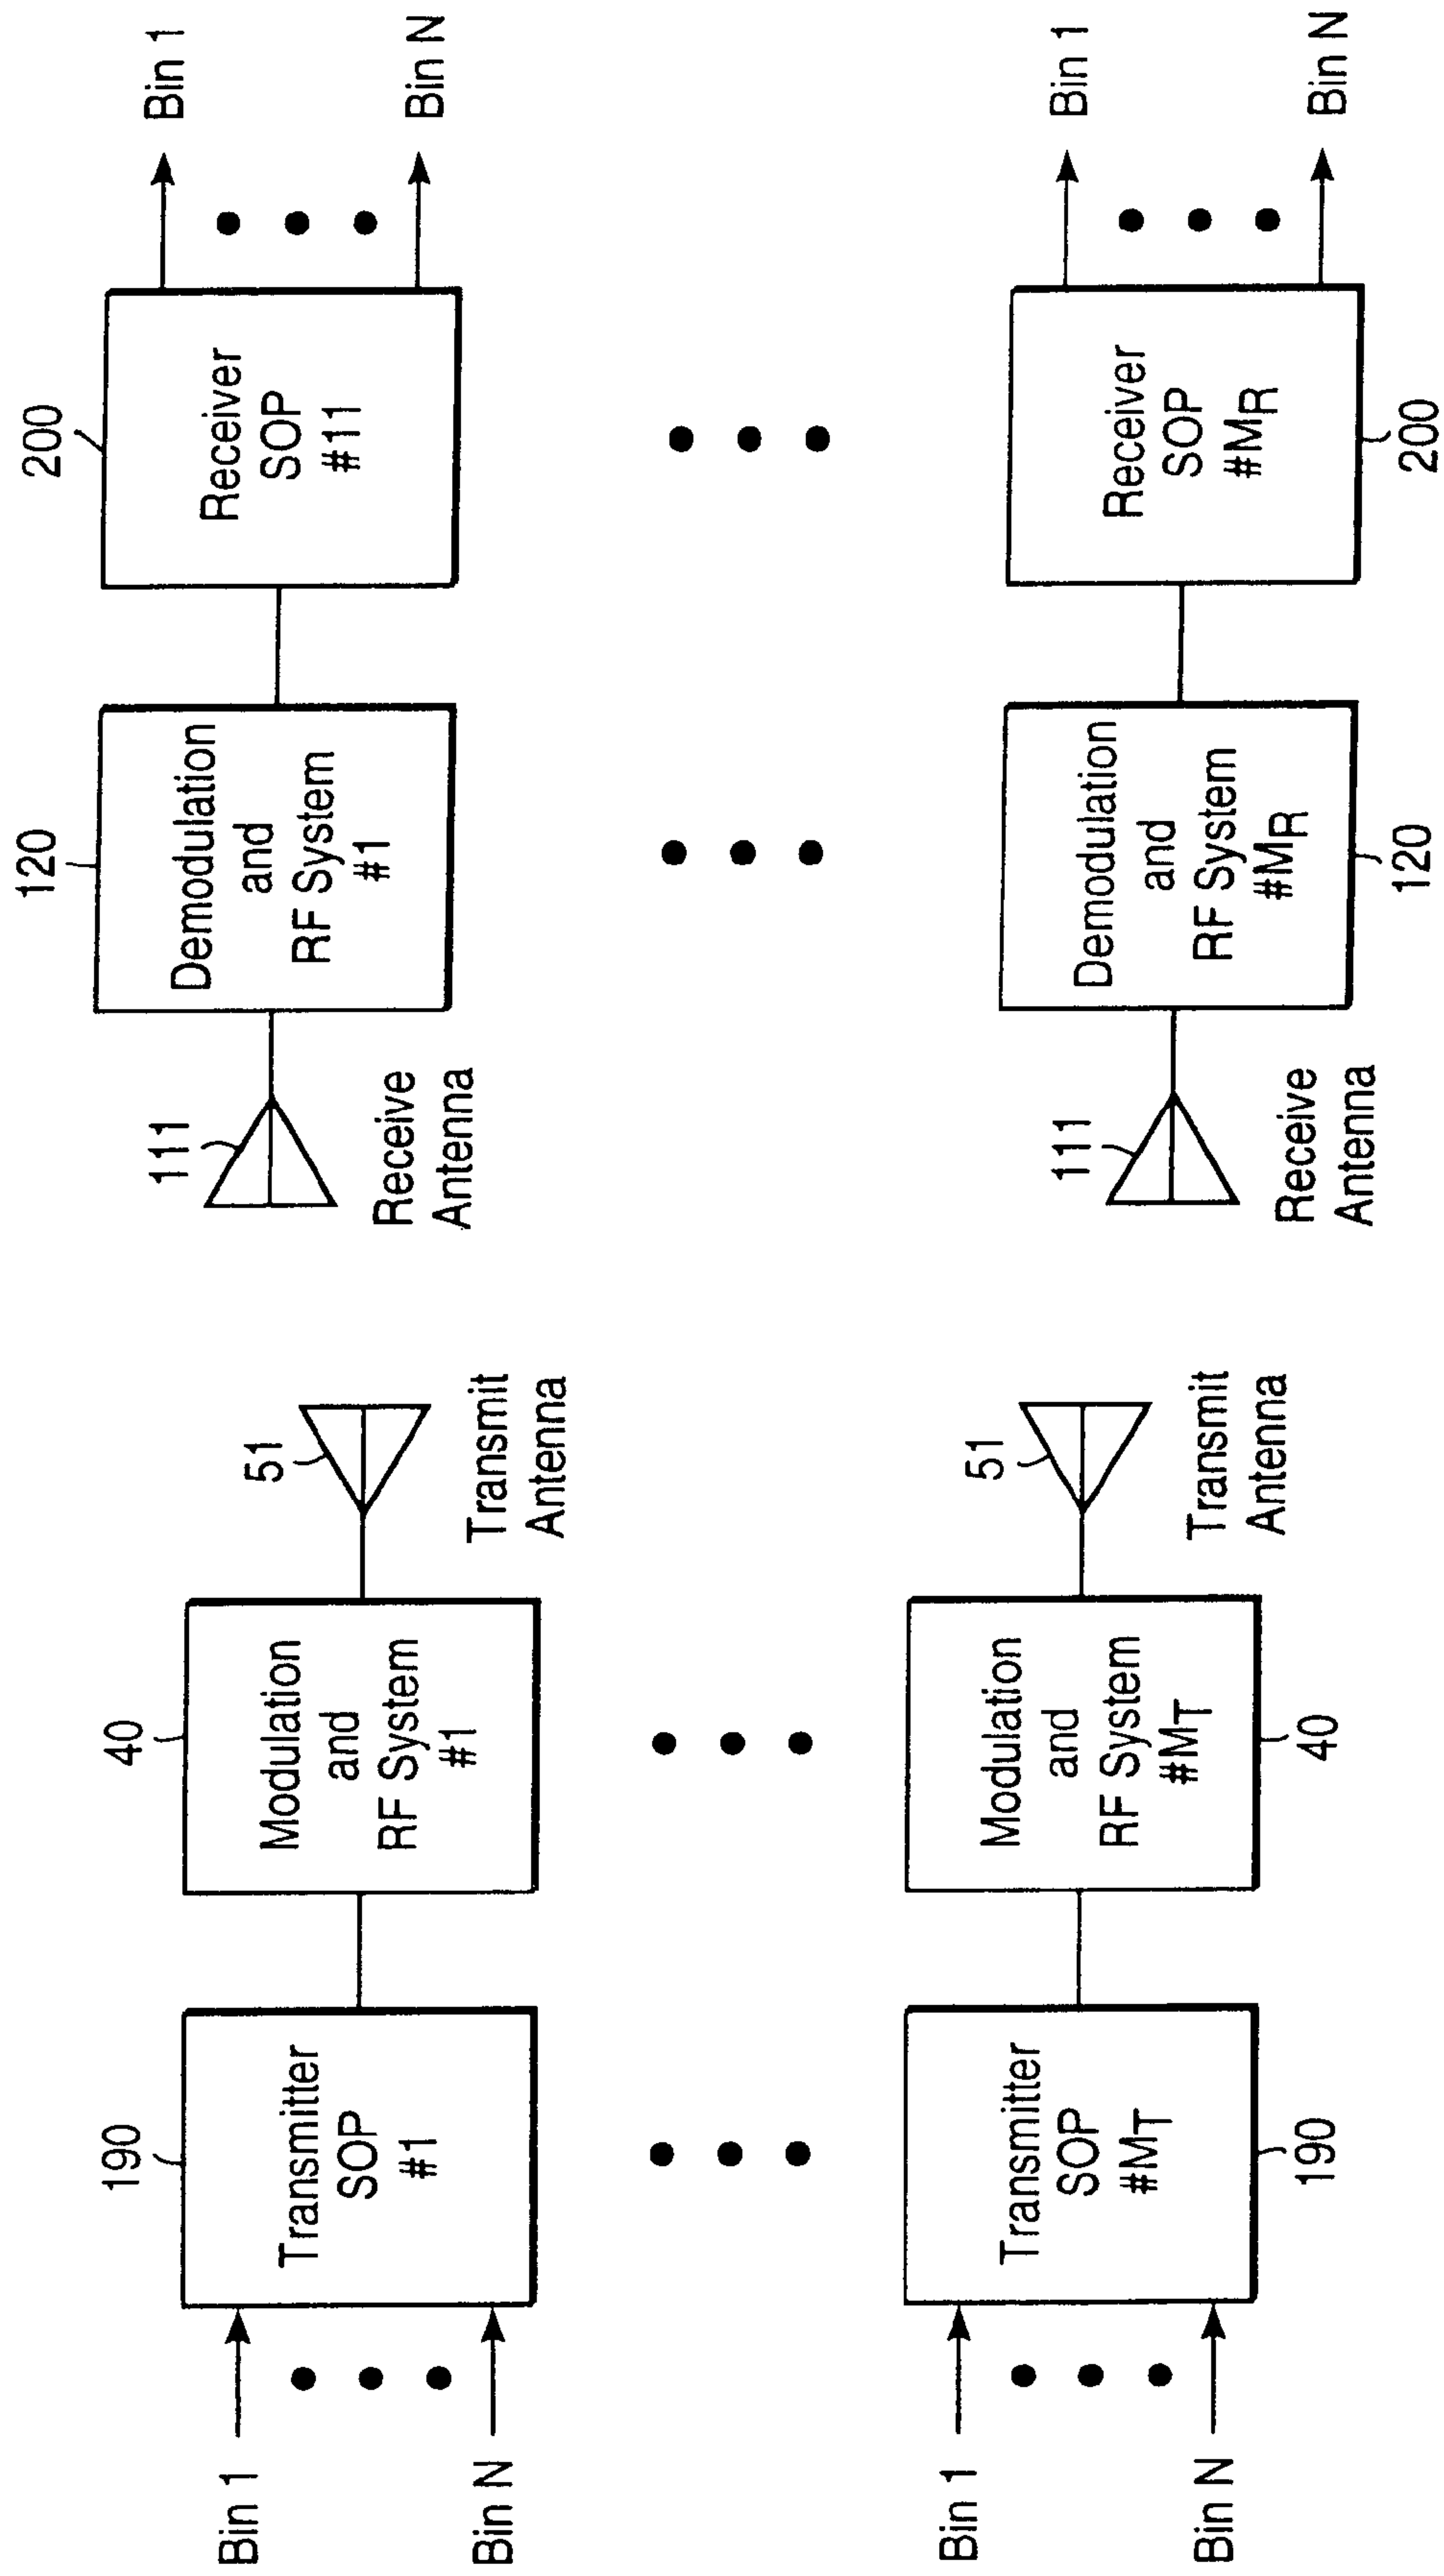 Bin 1
Bin N
190
Transmitter
SOP
#1
40
Modulation
and
RF System
#1
51
Transmit
Antenna
111
Receive
Antenna
120
Demodulation
and
RF System
#1
200
Receiver
SOP
#11
Bin 1
Bin N
Bin 1
Bin N
Transmitter
SOP
#MT
190
Modulation
and
RF System
#MT
40
51
Transmit
Antenna
111
Receive
Antenna
Demodulation
and
RF System
#MR
120
Receiver
SOP
#MR
200
Bin 1
Bin N